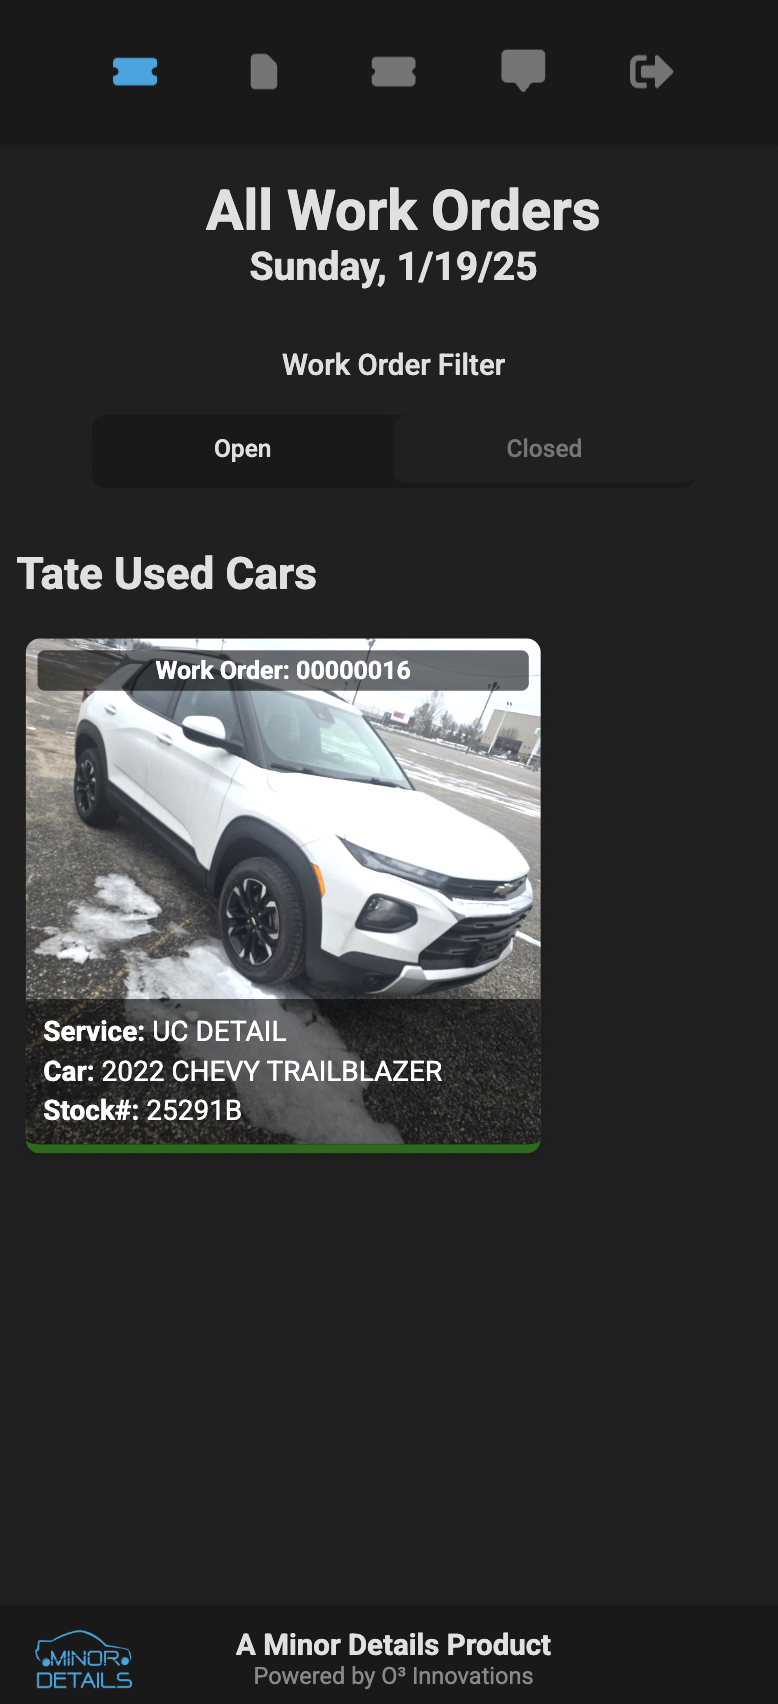 All Work Orders
Sunday, 1/19/25
Work Order Filter
Open Closed
Tate Used Cars
Work Order: 00000016
Service: UC DETAIL
Car: 2022 CHEVY TRAILBLAZER
Stock#: 25291B
MINOR
DETAILS
A Minor Details Product
Powered by O³ Innovations